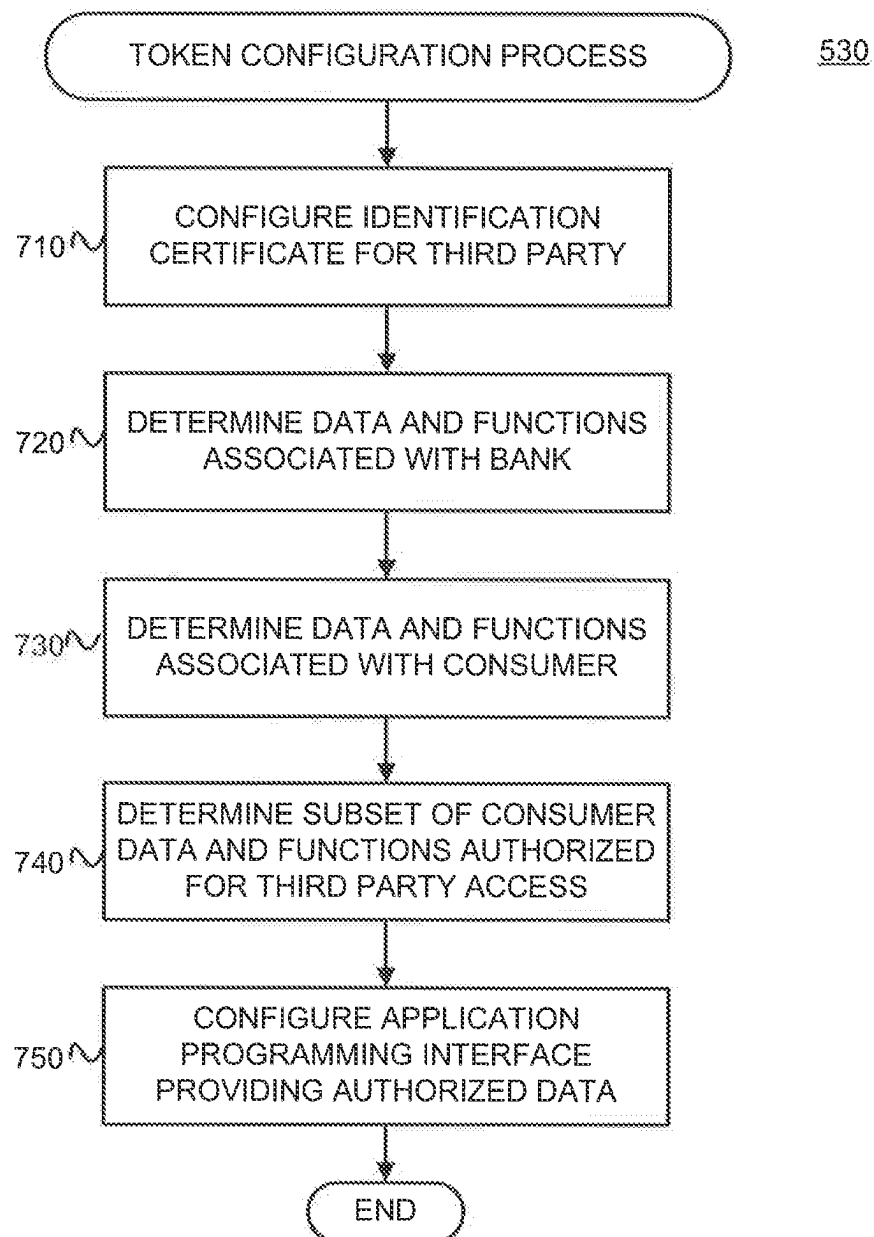 TOKEN CONFIGURATION PROCESS
530
710
CONFIGURE IDENTIFICATION
CERTIFICATE FOR THIRD PARTY
720
DETERMINE DATA AND FUNCTIONS
ASSOCIATED WITH BANK
730
DETERMINE DATA AND FUNCTIONS
ASSOCIATED WITH CONSUMER
740
DETERMINE SUBSET OF CONSUMER
DATA AND FUNCTIONS AUTHORIZED
FOR THIRD PARTY ACCESS
750
CONFIGURE APPLICATION
PROGRAMMING INTERFACE
PROVIDING AUTHORIZED DATA
END